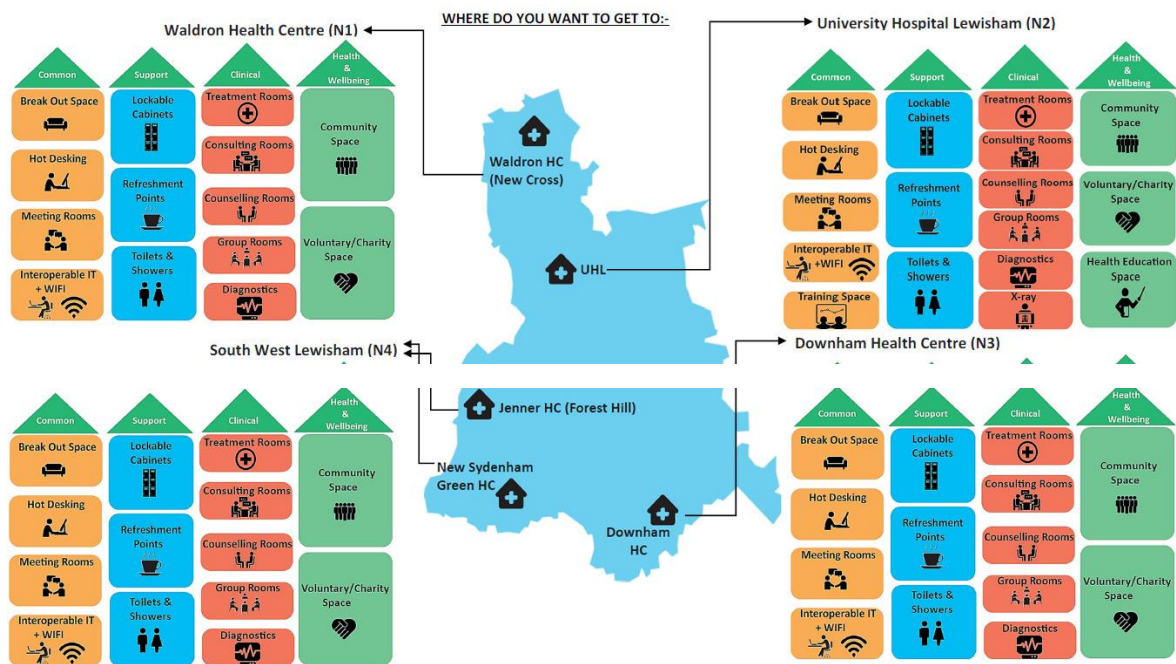 WHERE DO YOU WANT TO GET TO:-
Waldron Health Centre (N1)
Common
Support
Clinical
Health
&
Wellbeing
Break Out Space
Hot Desking
Meeting Rooms
Interoperable IT
+ WIFI
Lockable
Cabinets
Refreshment
Points
Toilets &
Showers
Treatment Rooms
Consulting Rooms
Counselling Rooms
Group Rooms
Diagnostics
Community
Space
Voluntary/Charity
Space
University Hospital Lewisham (N2)
Common
Support
Clinical
Health
&
Wellbeing
Break Out Space
Hot Desking
Meeting Rooms
Interoperable IT
+WIFI
Training Space
Lockable
Cabinets
Refreshment
Points
Toilets &
Showers
Treatment Rooms
Consulting Rooms
Counselling Rooms
Group Rooms
Diagnostics
X-ray
Community
Space
Voluntary/Charity
Space
Health Education
Space
Waldron HC
(New Cross)
UHL
Jenner HC (Forest Hill)
New Sydenham
Green HC
Downham
HC
South West Lewisham (N4)
Common
Support
Clinical
Health
&
Wellbeing
Break Out Space
Hot Desking
Meeting Rooms
Interoperable IT
+ WIFI
Lockable
Cabinets
Refreshment
Points
Toilets &
Showers
Treatment Rooms
Consulting Rooms
Counselling Rooms
Group Rooms
Diagnostics
Community
Space
Voluntary/Charity
Space
Downham Health Centre (N3)
Common
Support
Clinical
Health
&
Wellbeing
Break Out Space
Hot Desking
Meeting Rooms
Interoperable IT
+ WIFI
Lockable
Cabinets
Refreshment
Points
Toilets &
Showers
Treatment Rooms
Consulting Rooms
Counselling Rooms
Group Rooms
Diagnostics
Community
Space
Voluntary/Charity
Space